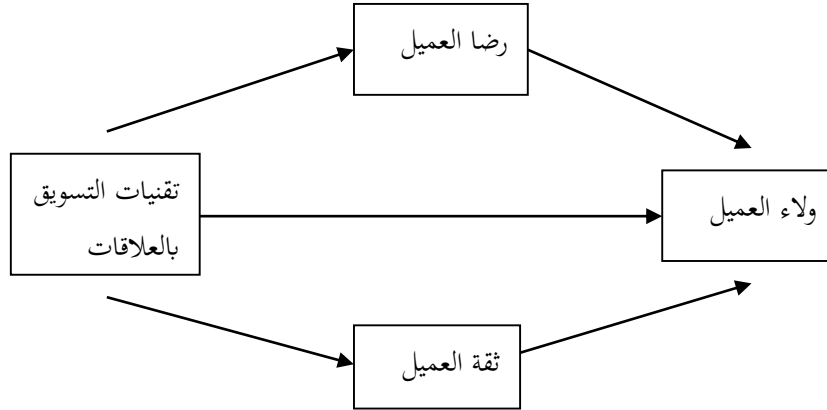 رضا العميل
تقنيات التسويق
بالعلاقات
ولاء العميل
ثقة العميل